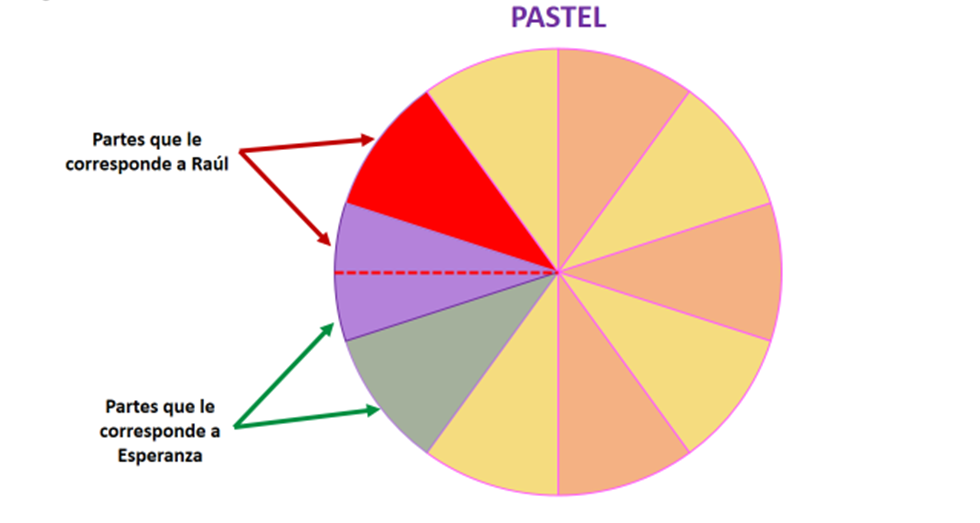 PASTEL
Partes que le
corresponde a Raúl
Partes que le
corresponde a
Esperanza